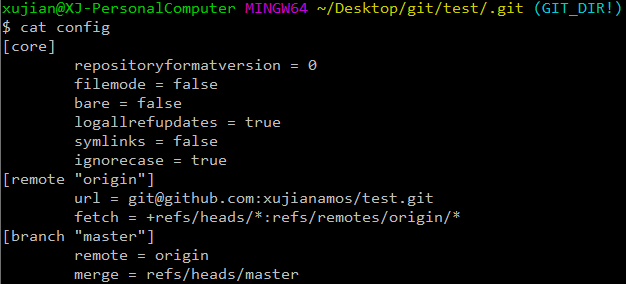 xujian@XJ-PersonalComputer MINGW64 ~/Desktop/git/test/.git (GIT_DIR!)
$ cat config
[core]
        repositoryformatversion = 0
        filemode = false
        bare = false
        logallrefupdates = true
        symlinks = false
        ignorecase = true
[remote "origin"]
        url = git@github.com:xujianamos/test.git
        fetch = +refs/heads/*:refs/remotes/origin/*
[branch "master"]
        remote = origin
        merge = refs/heads/master